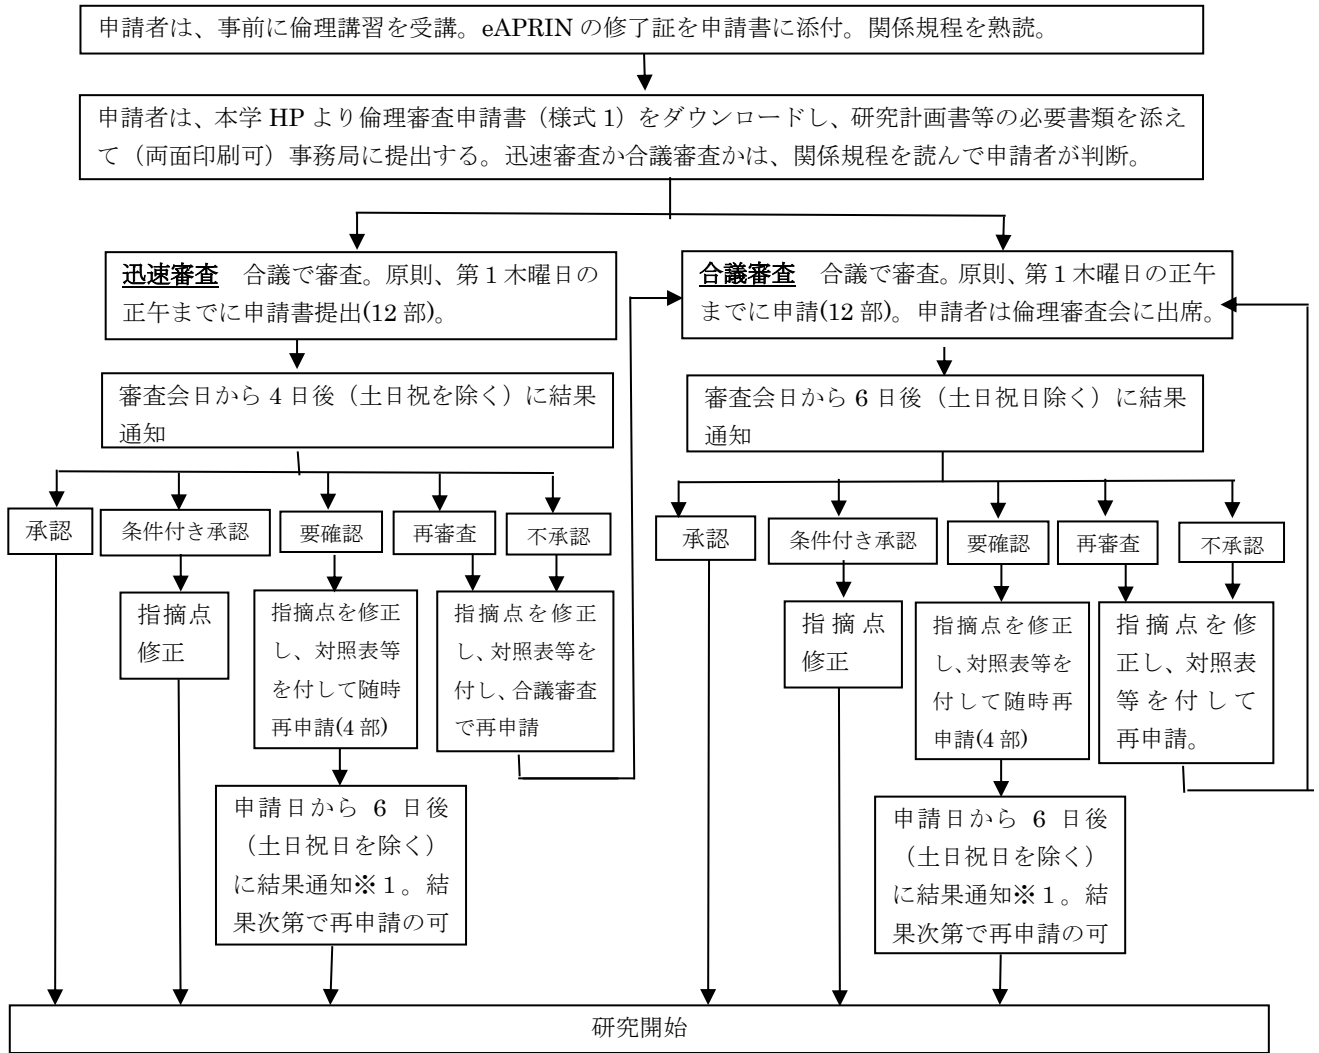 申請者は、事前に倫理講習を受講。eAPRIN の修了証を申請書に添付。関係規程を熟読。
申請者は、本学 HP より倫理審査申請書（様式 1）をダウンロードし、研究計画書等の必要書類を添え
て（両面印刷可）事務局に提出する。迅速審査か合議審査かは、関係規程を読んで申請者が判断。
迅速審査　合議で審査。原則、第１木曜日の
正午までに申請書提出(12 部)。
審査会日から 4 日後（土日祝を除く）に結果
通知
承認
条件付き承認
要確認
再審査
不承認
指摘点
修正
指摘点を修正
し、対照表等
を付して随時
再申請(4 部)
指摘点を修正
し、対照表等を
付し、合議審査
で再申請
申請日から 6 日後
（土日祝日を除く）
に結果通知※１。結
果次第で再申請の可
合議審査　合議で審査。原則、第１木曜日の正午
までに申請(12 部)。申請者は倫理審査会に出席。
審査会日から 6 日後（土日祝日除く）に結果
通知
承認
条件付き承認
要確認
再審査
不承認
指摘点
修正
指摘点を修正
し、対照表等を
付して随時再
申請(4 部)
指摘点を修
正し、対照表
等を付して
再申請。
申請日から 6 日後
（土日祝日を除く）
に結果通知※１。結
果次第で再申請の可
研究開始